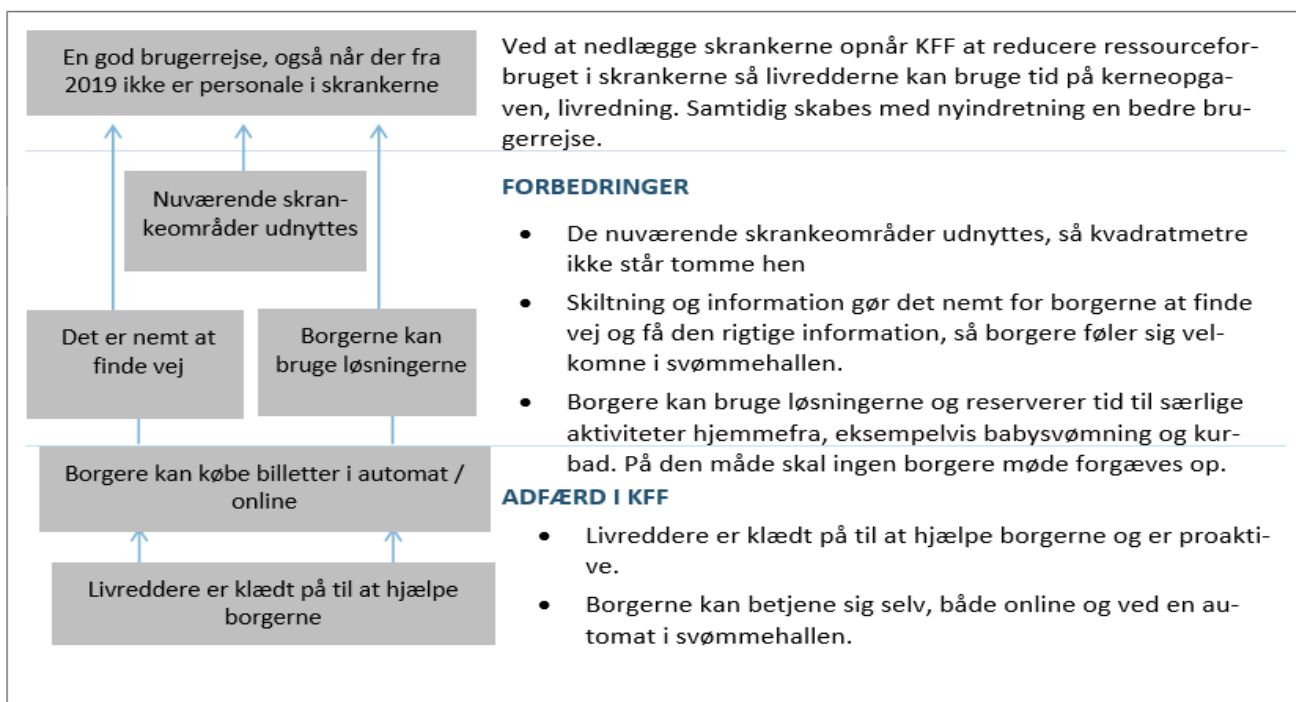 En god brugerrejse, også når der fra
2019 ikke er personale i skrankerne
Nuværende skran-
keområder udnyttes
Det er nemt at
finde vej
Borgerne kan
bruge løsningerne
Borgere kan købe billetter i automat /
online
Livreddere er klædt på til at hjælpe
borgerne
Ved at nedlægge skrankerne opnår KFF at reducere ressourcefor-
bruget i skrankerne så livredderne kan bruge tid på kerneopga-
ven, livredning. Samtidig skabes med nyindretning en bedre bru-
gerrejse.
FORBEDRINGER
• De nuværende skrankeområder udnyttes, så kvadratmetre
ikke står tomme hen
• Skiltning og information gør det nemt for borgerne at finde
vej og få den rigtige information, så borgere føler sig vel-
komne i svømmehallen.
• Borgere kan bruge løsningerne og reserverer tid til særlige
aktiviteter hjemmefra, eksempelvis babysvømning og kur-
bad. På den måde skal ingen borgere møde forgæves op.
ADFÆRD I KFF
• Livreddere er klædt på til at hjælpe borgerne og er proakti-
ve.
• Borgerne kan betjene sig selv, både online og ved en au-
tomat i svømmehallen.